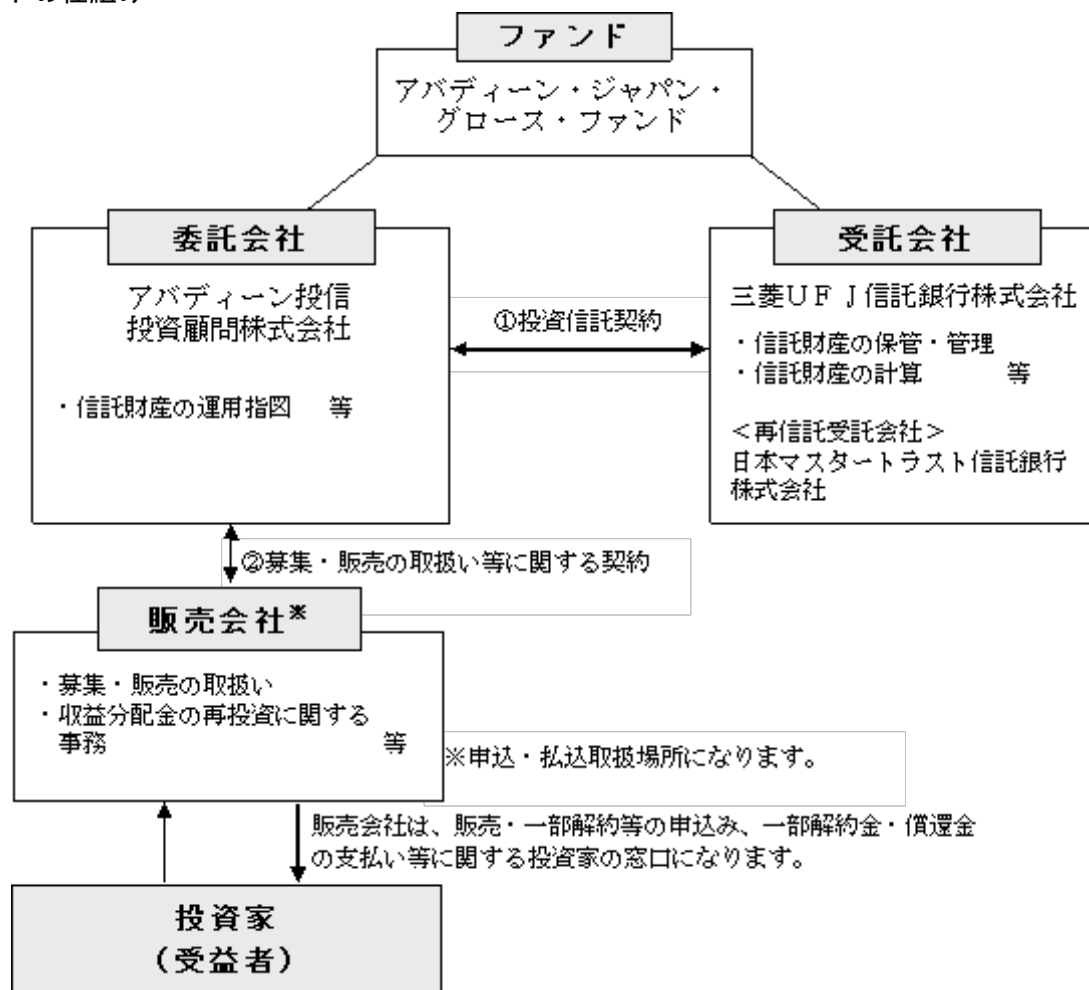 ドの仕組み
ファンド
アバディーン・ジャパン・
グロース・ファンド
委託会社
アバディーン投信
投資顧問株式会社
・信託財産の運用指図　等
①投資信託契約
受託会社
三菱ＵＦＪ信託銀行株式会社
・信託財産の保管・管理
・信託財産の計算　　等
＜再信託受託会社＞
日本マスタートラスト信託銀行
株式会社
②募集・販売の取扱い等に関する契約
販売会社※
・募集・販売の取扱い
・収益分配金の再投資に関する
事務　　等
※申込・払込取扱場所になります。
販売会社は、販売・一部解約等の申込み、一部解約金・償還金
の支払い等に関する投資家の窓口になります。
投資家
（受益者）